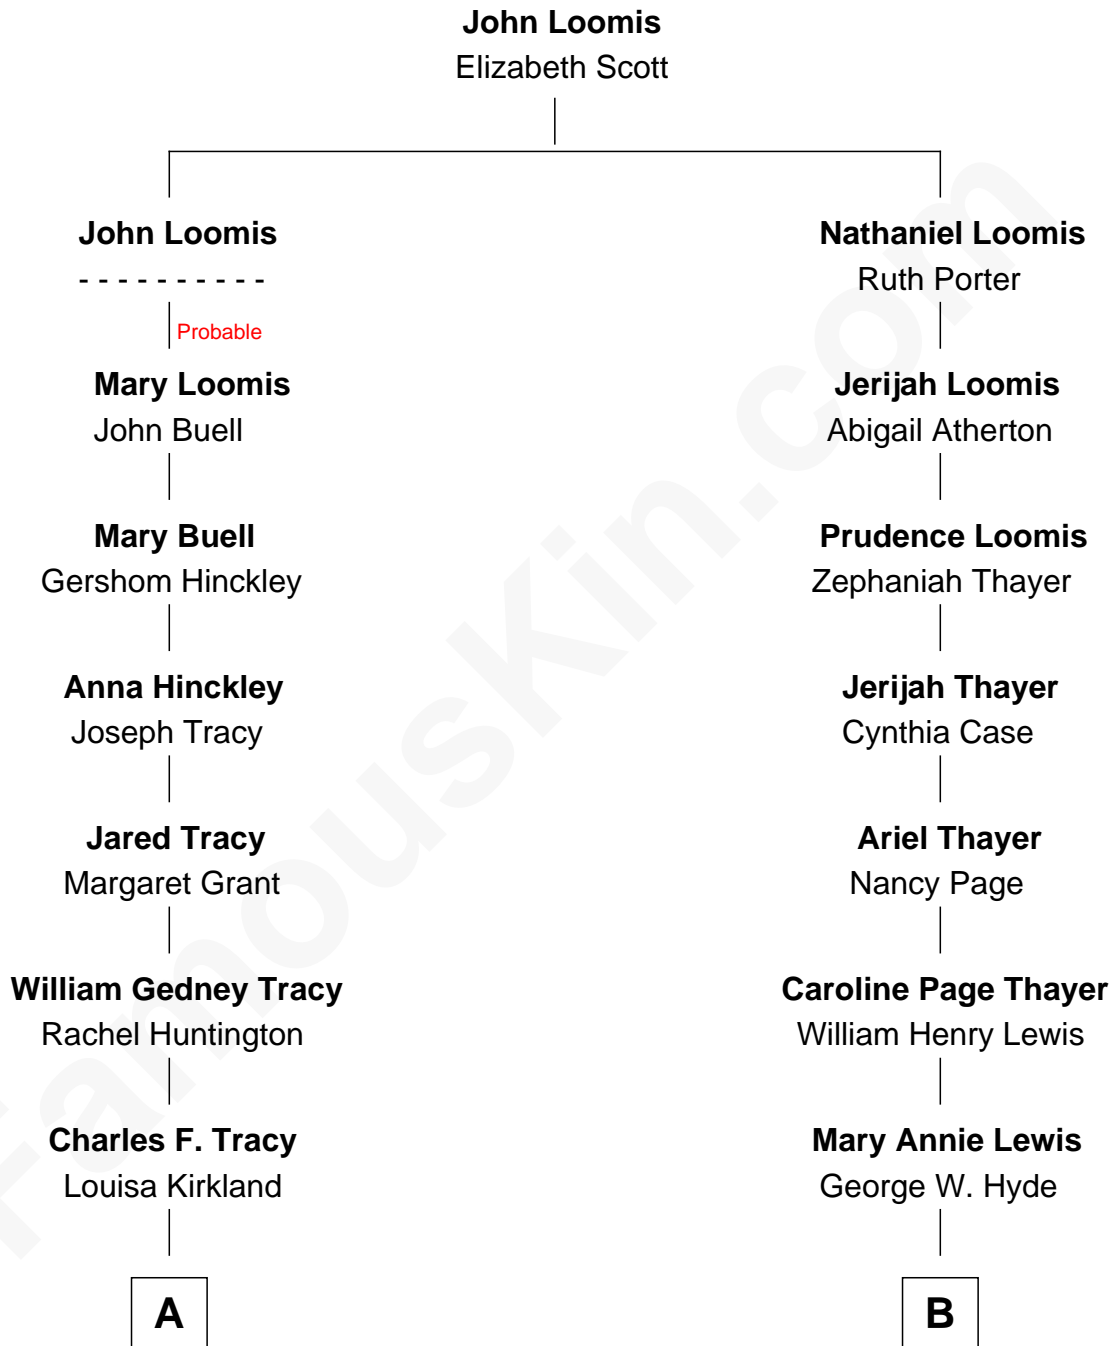 John Loomis
Elizabeth Scott
John Loomis
- - - - - - - - - -
Probable
Mary Loomis
John Buell
Mary Buell
Gershom Hinckley
Anna Hinckley
Joseph Tracy
Jared Tracy
Margaret Grant
William Gedney Tracy
Rachel Huntington
Charles F. Tracy
Louisa Kirkland
A
Nathaniel Loomis
Ruth Porter
Jerijah Loomis
Abigail Atherton
Prudence Loomis
Zephaniah Thayer
Jerijah Thayer
Cynthia Case
Ariel Thayer
Nancy Page
Caroline Page Thayer
William Henry Lewis
Mary Annie Lewis
George W. Hyde
B
FamousKin.com